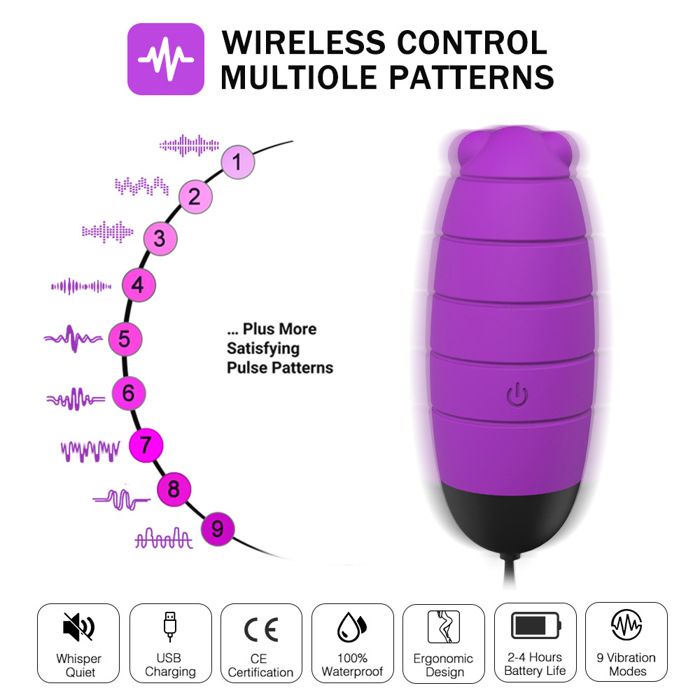 WIRELESS CONTROL
MULTIOLE PATTERNS
1
2
3
4
5
6
7
8
9
... Plus More
Satisfying
Pulse Patterns
Whisper
Quiet
USB
Charging
CE
CE
Certification
100%
Waterproof
Ergonomic
Design
2-4 Hours
Battery Life
9 Vibration
Modes